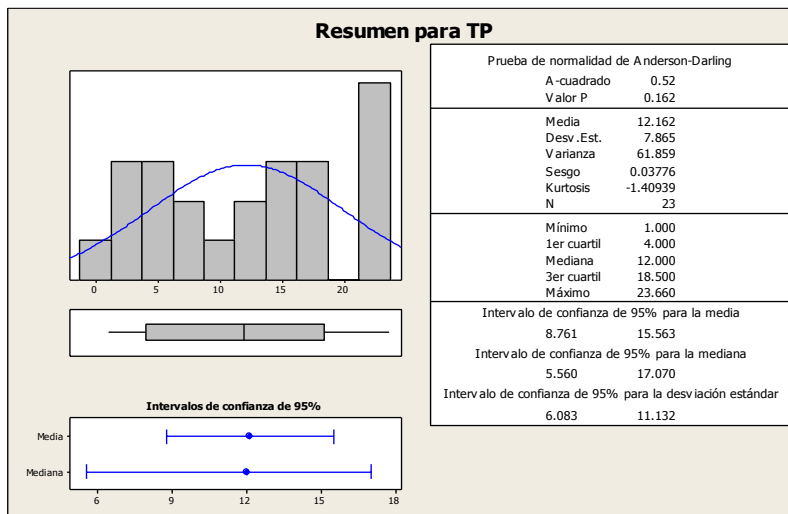 Resumen para TP
0 5 10 15 20
Intervalos de confianza de 95%
Media
Mediana
6 9 12 15 18
Prueba de normalidad de Anderson-Darling
A-cuadrado 0.52
Valor P 0.162
Media 12.162
Desv.Est. 7.865
Varianza 61.859
Sesgo 0.03776
Kurtosis -1.40939
N 23
Mínimo 1.000
1er cuartil 4.000
Mediana 12.000
3er cuartil 18.500
Máximo 23.660
Intervalo de confianza de 95% para la media
8.761 15.563
Intervalo de confianza de 95% para la mediana
5.560 17.070
Intervalo de confianza de 95% para la desviación estándar
6.083 11.132